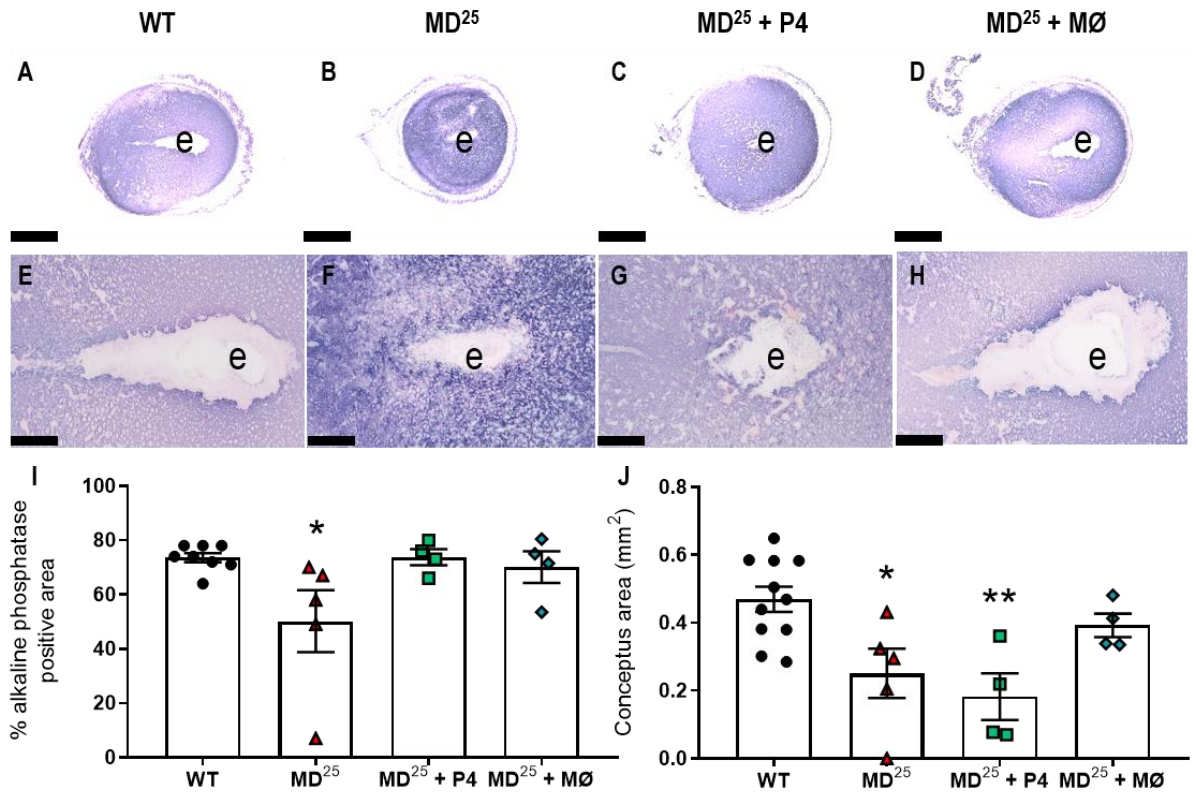 WT MD²⁵ MD²⁵ + P4 MD²⁵ + MØ
A B C D
e e e e
E F G H
e e e e
I
% alkaline phosphatase
positive area
100
80
60
40
20
0
*
WT MD²⁵ MD²⁵ + P4 MD²⁵ + MØ
J
Conceptus area (mm²)
0.8
0.6
0.4
0.2
0.0
*
**
WT MD²⁵ MD²⁵ + P4 MD²⁵ + MØ